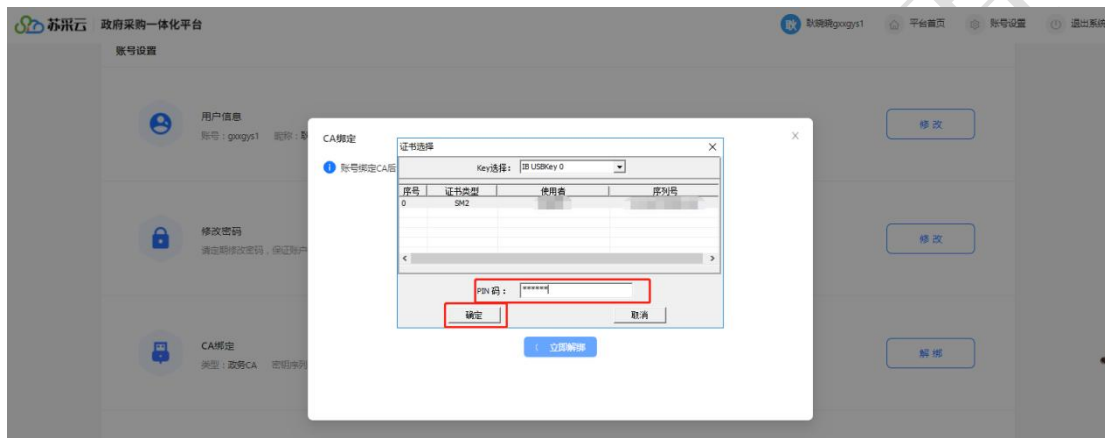 苏采云 政府采购一体化平台
耿晓晓gxxgys1 平台首页 账号设置 退出系统
账号设置
用户信息
账号：gxxgys1 昵称：
修 改
CA绑定
账号绑定CA后
证书选择
Key选择： IB USBKey 0
序号 证书类型 使用者 序列号
0 SM2
修改密码
请定期修改密码，保证账户
修 改
PIN 码： ******
确定 取消
立即解绑
CA绑定
类型：政务CA 密钥序列
解 绑